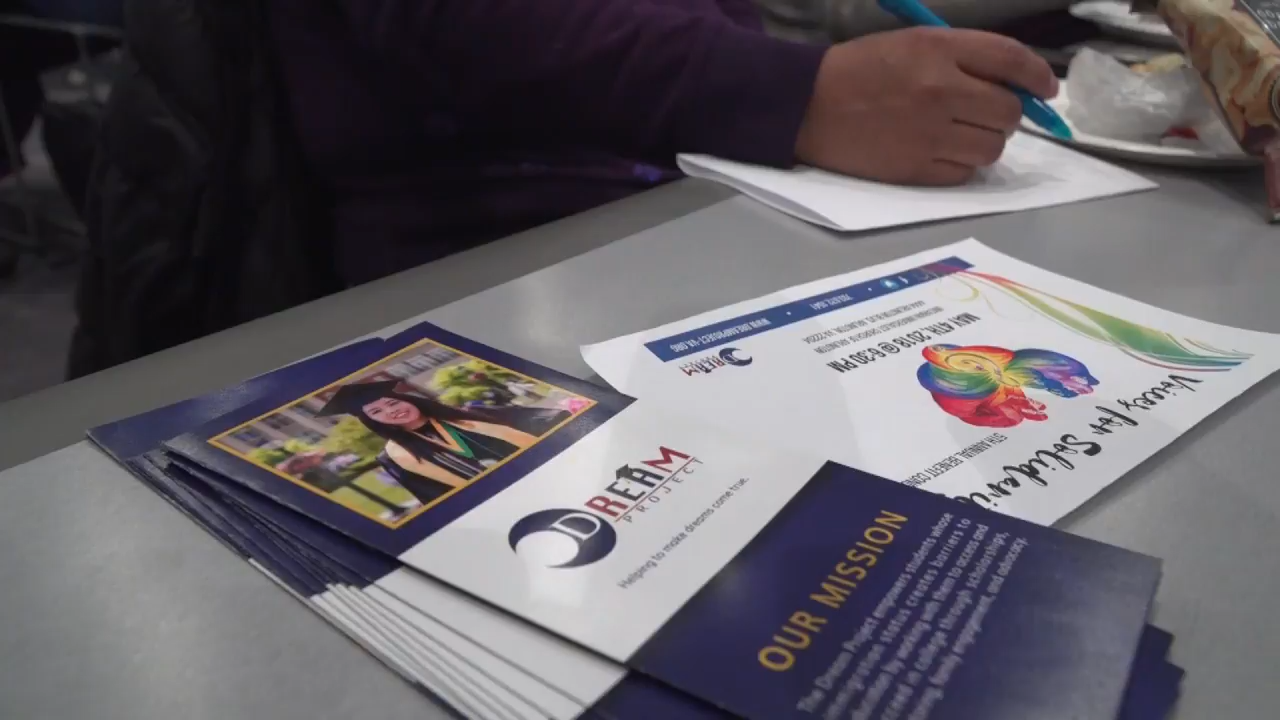 DREAM
PROJECT
Helping to make dreams come true.
OUR MISSION
The Dream Project empowers students whose
immigration status creates barriers to
education by working with them to access and
succeed in college through scholarships,
family engagement, and advocacy.
Voices for Solidarity
5TH ANNUAL BENEFIT
MAY 4TH, 2018 @ 6:30 PM
DREAM
WWW.DREAMPROJECT-VA.ORG